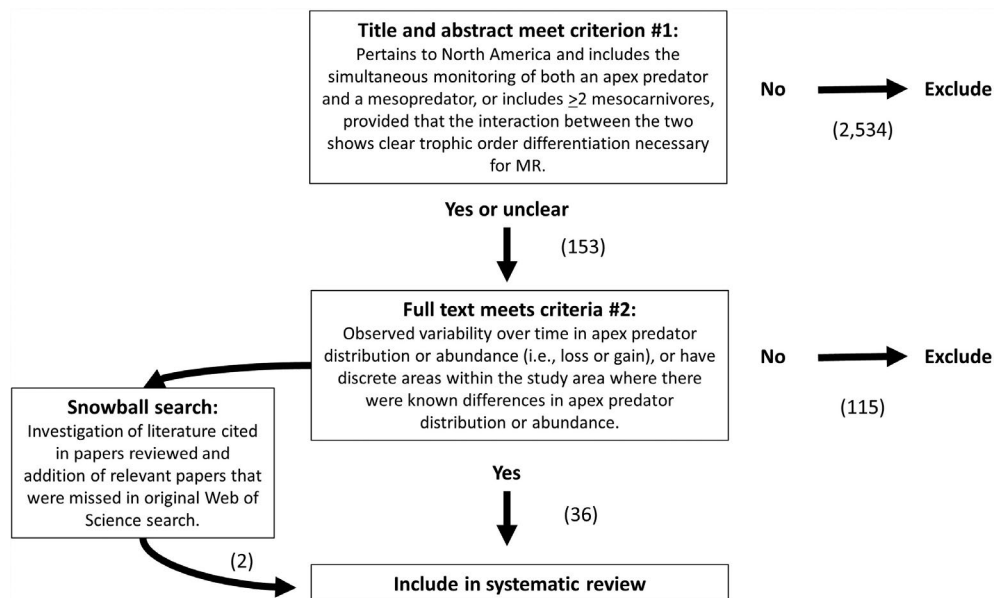 Title and abstract meet criterion #1:
Pertains to North America and includes the
simultaneous monitoring of both an apex predator
and a mesopredator, or includes ≥2 mesocarnivores,
provided that the interaction between the two
shows clear trophic order differentiation necessary
for MR.
No
Exclude
(2,534)
Yes or unclear
(153)
Full text meets criteria #2:
Observed variability over time in apex predator
distribution or abundance (i.e., loss or gain), or have
discrete areas within the study area where there
were known differences in apex predator
distribution or abundance.
No
Exclude
(115)
Snowball search:
Investigation of literature cited
in papers reviewed and
addition of relevant papers that
were missed in original Web of
Science search.
Yes
(36)
(2)
Include in systematic review